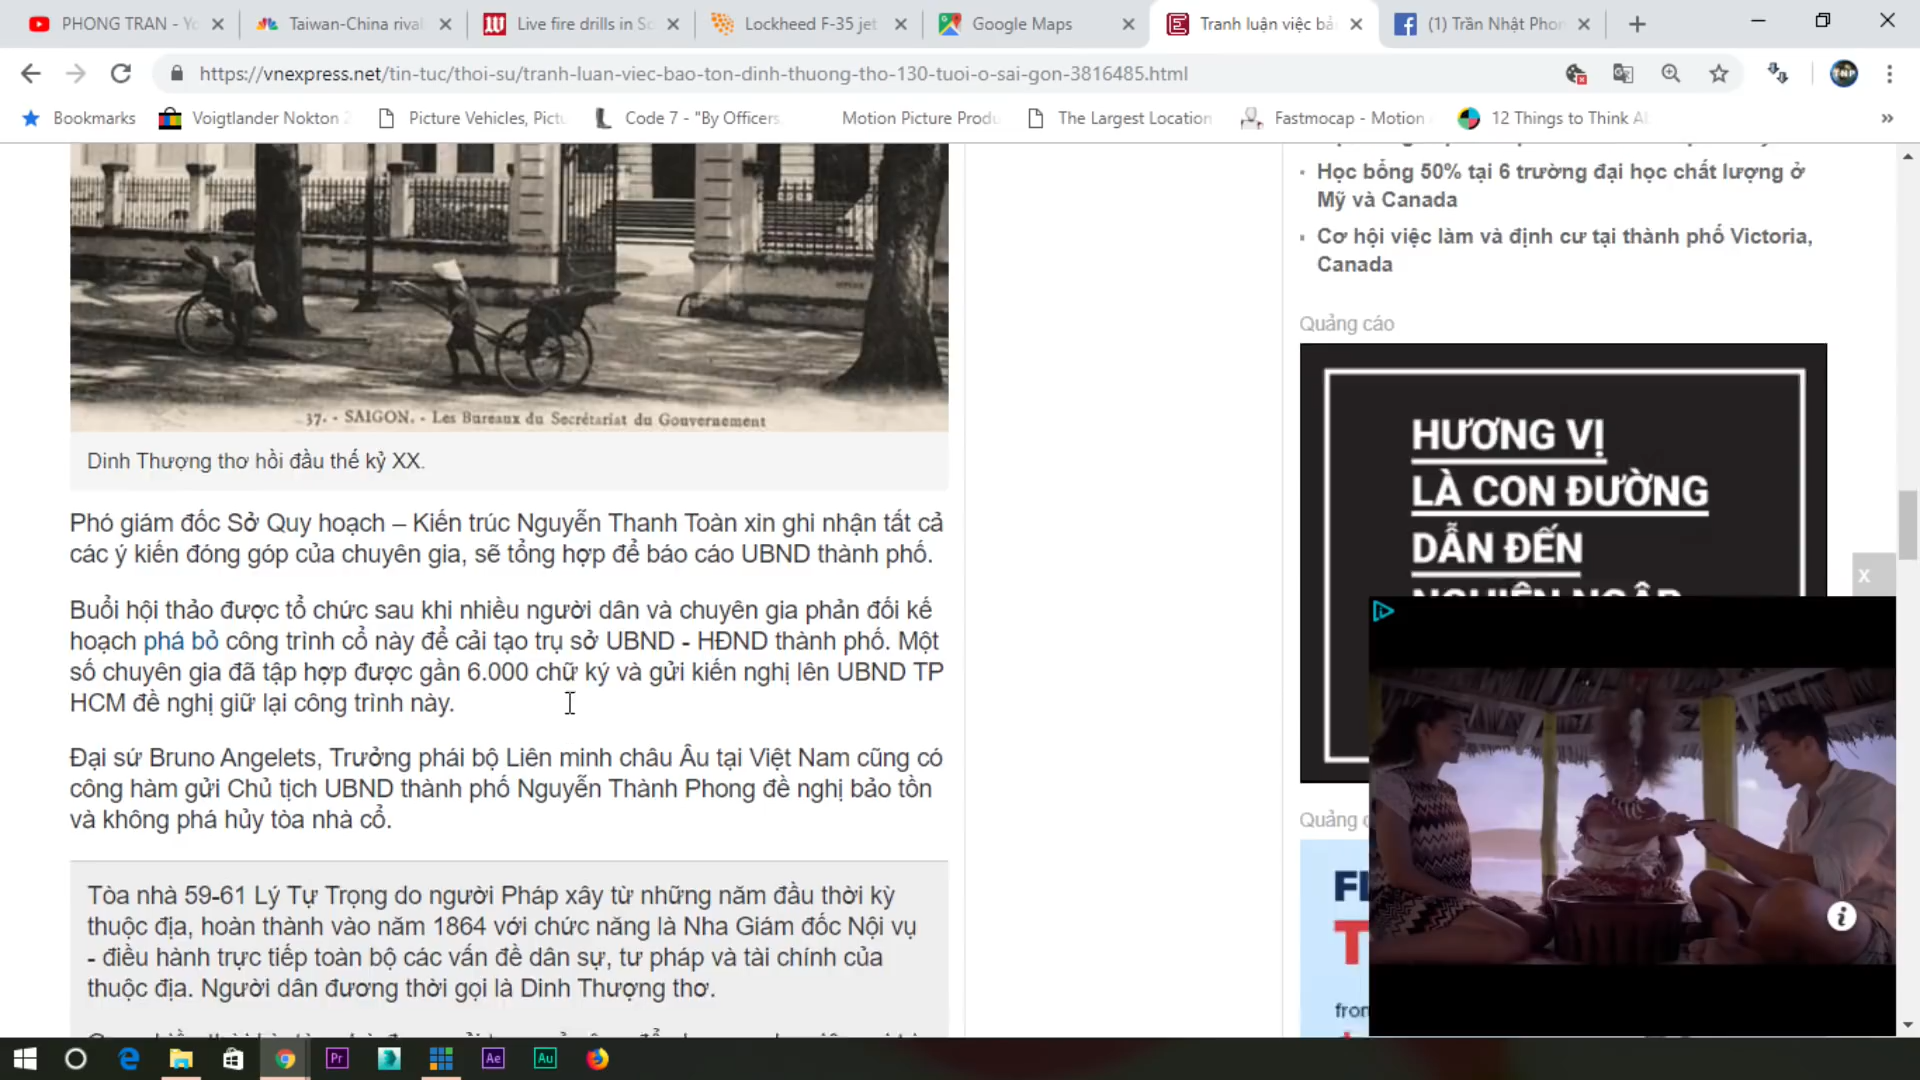 PHONG TRAN - Yo
Taiwan-China rival
Live fire drills in So
Lockheed F-35 jet
Google Maps
Tranh luận việc bả
(1) Trần Nhật Phon
https://vnexpress.net/tin-tuc/thoi-su/tranh-luan-viec-bao-ton-dinh-thuong-tho-130-tuoi-o-sai-gon-3816485.html
TNP
Bookmarks
Voigtlander Nokton 2
Picture Vehicles, Pictu
Code 7 - "By Officers
Motion Picture Produ
The Largest Location
Fastmocap - Motion
12 Things to Think Ab
37. - SAIGON. - Les Bureaux du Secrétariat du Gouvernement
Dinh Thượng thơ hồi đầu thế kỷ XX.
Phó giám đốc Sở Quy hoạch – Kiến trúc Nguyễn Thanh Toàn xin ghi nhận tất cả
các ý kiến đóng góp của chuyên gia, sẽ tổng hợp để báo cáo UBND thành phố.
Buổi hội thảo được tổ chức sau khi nhiều người dân và chuyên gia phản đối kế
hoạch phá bỏ công trình cổ này để cải tạo trụ sở UBND - HĐND thành phố. Một
số chuyên gia đã tập hợp được gần 6.000 chữ ký và gửi kiến nghị lên UBND TP
HCM đề nghị giữ lại công trình này.
Đại sứ Bruno Angelets, Trưởng phái bộ Liên minh châu Âu tại Việt Nam cũng có
công hàm gửi Chủ tịch UBND thành phố Nguyễn Thành Phong đề nghị bảo tồn
và không phá hủy tòa nhà cổ.
Tòa nhà 59-61 Lý Tự Trọng do người Pháp xây từ những năm đầu thời kỳ
thuộc địa, hoàn thành vào năm 1864 với chức năng là Nha Giám đốc Nội vụ
- điều hành trực tiếp toàn bộ các vấn đề dân sự, tư pháp và tài chính của
thuộc địa. Người dân đương thời gọi là Dinh Thượng thơ.
Học bổng 50% tại 6 trường đại học chất lượng ở
Mỹ và Canada
Cơ hội việc làm và định cư tại thành phố Victoria,
Canada
Quảng cáo
HƯƠNG VỊ
LÀ CON ĐƯỜNG
DẪN ĐẾN
X
Quảng c
FL
T
from
Pr
Ae
Au